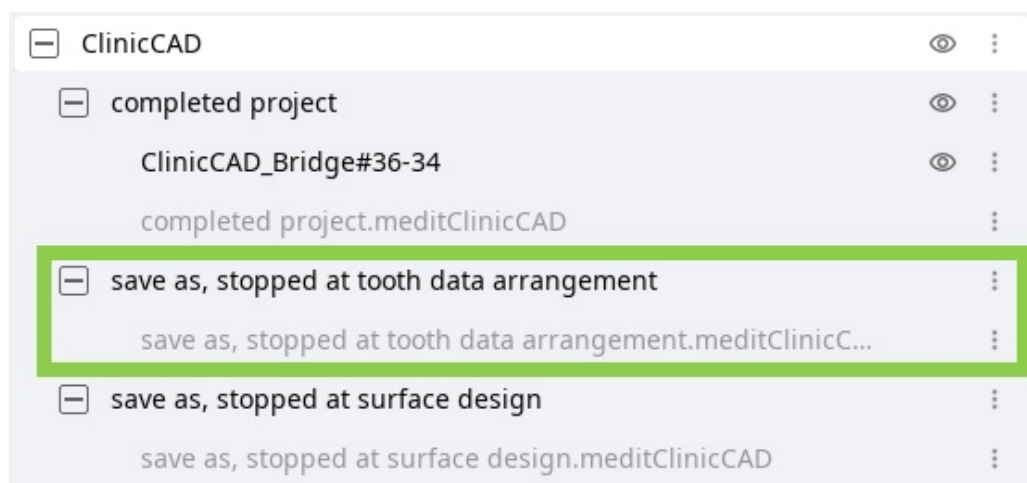 ClinicCAD
completed project
ClinicCAD_Bridge#36-34
completed project.meditClinicCAD
save as, stopped at tooth data arrangement
save as, stopped at tooth data arrangement.meditClinicC...
save as, stopped at surface design
save as, stopped at surface design.meditClinicCAD